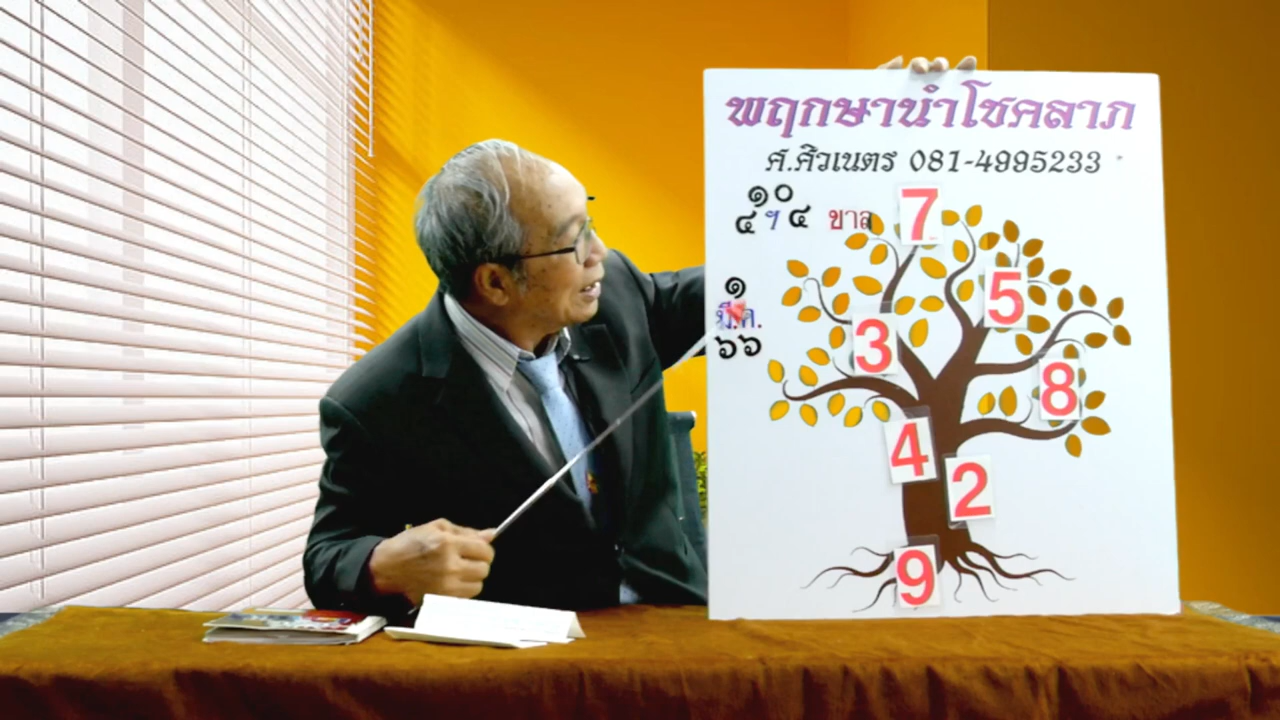 พฤกษานำโชคลาภ
ศ.ศิวเนตร 081-4995233
๑๐
๔ ฯ ๔ ขาล
7
5
๑
มี.ค.
๖๖
3
8
4
2
9